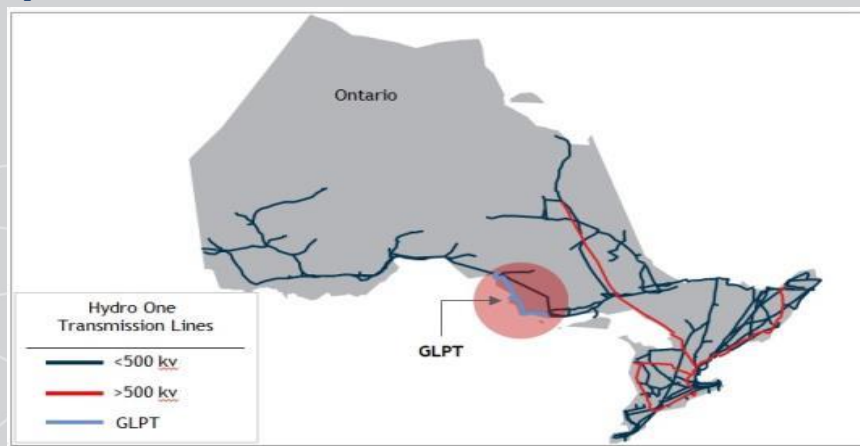 Ontario
GLPT
Hydro One
Transmission Lines
<500 kv
>500 kv
GLPT